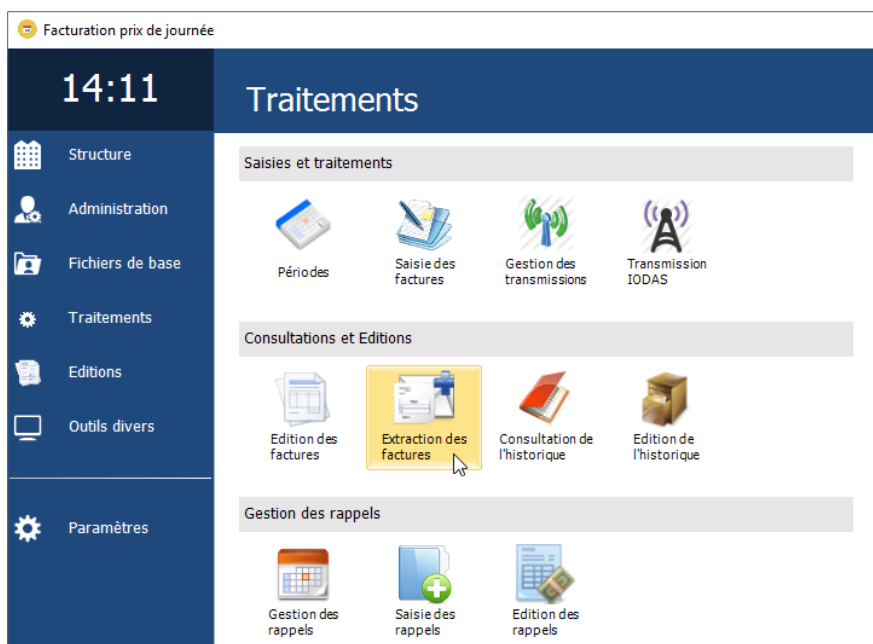 Facturation prix de journée
14:11
Traitements
Structure
Administration
Fichiers de base
Traitements
Editions
Outils divers
Paramètres
Saisies et traitements
Périodes
Saisie des
factures
Gestion des
transmissions
Transmission
IODAS
Consultations et Editions
Edition des
factures
Extraction des
factures
Consultation de
l'historique
Edition de
l'historique
Gestion des rappels
Gestion des
rappels
Saisie des
rappels
Edition des
rappels